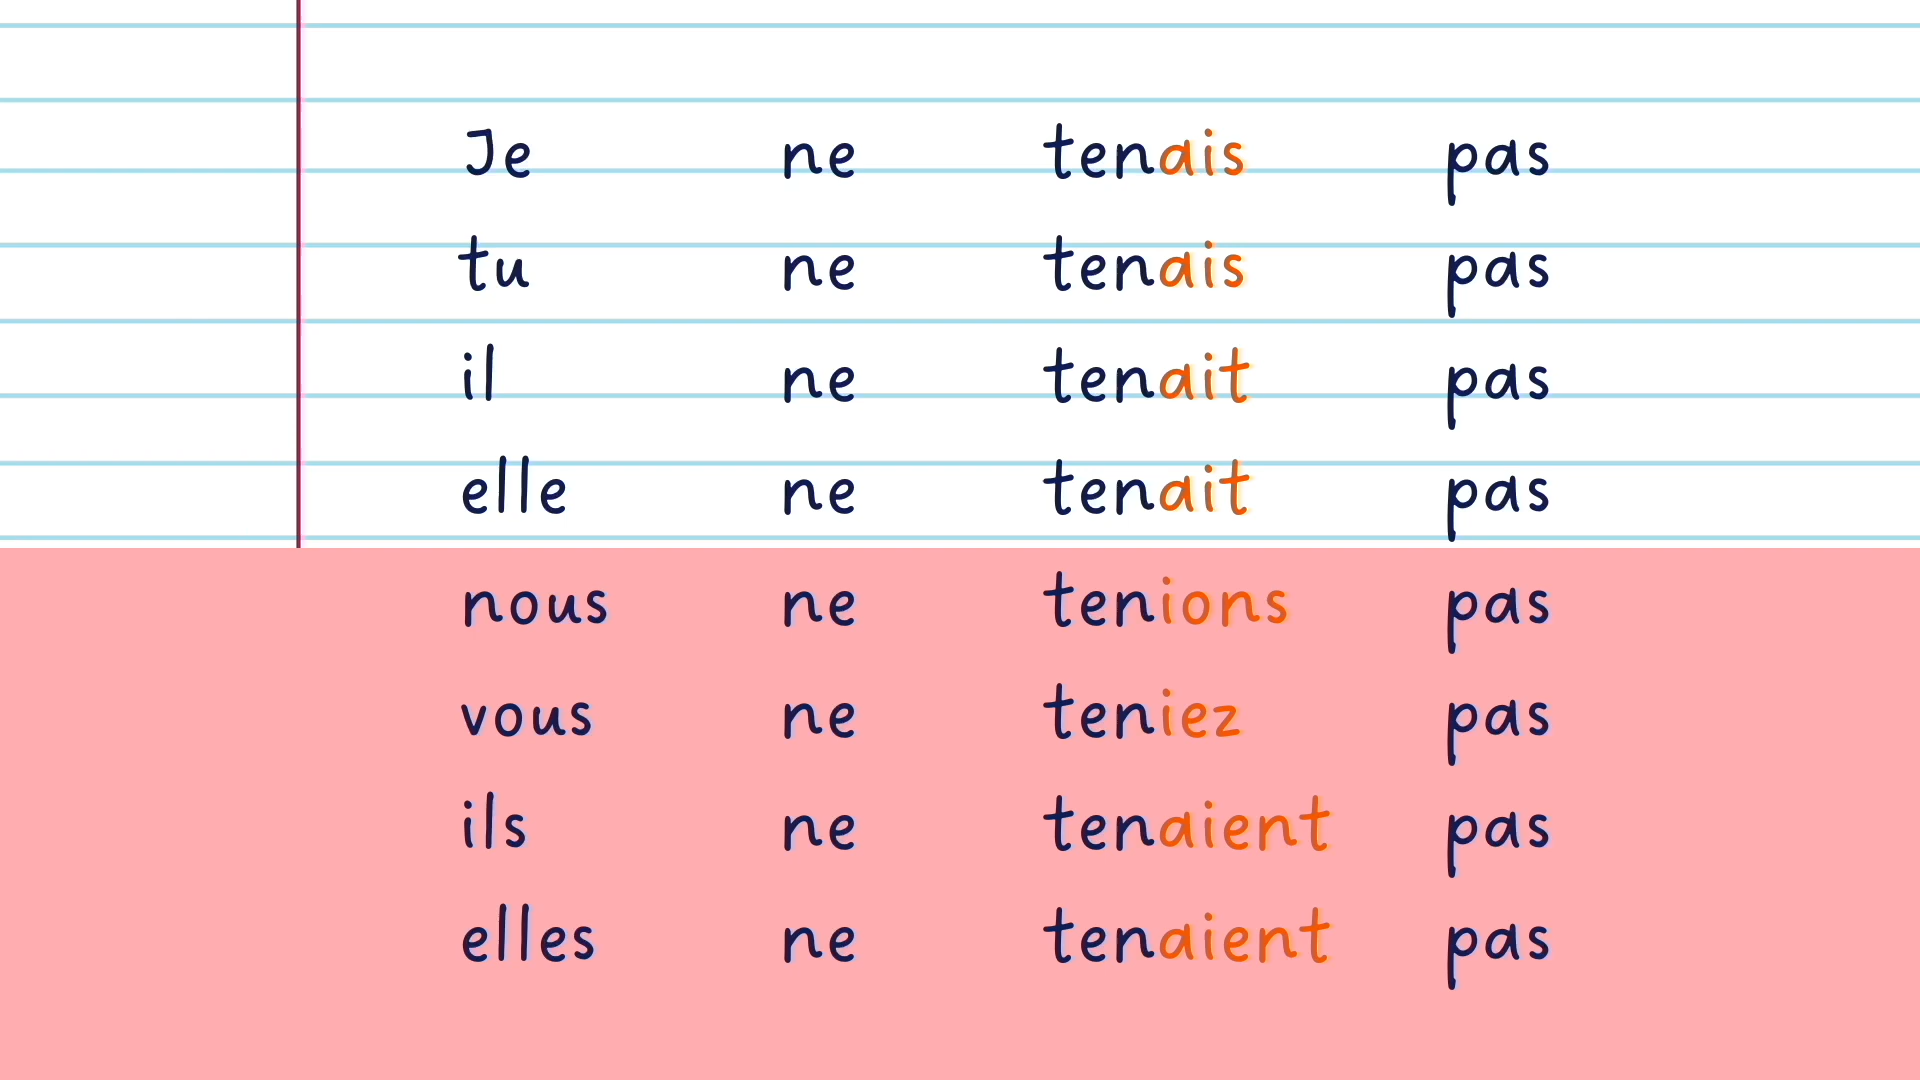 Je ne tenais pas
tu ne tenais pas
il ne tenait pas
elle ne tenait pas
nous ne tenions pas
vous ne teniez pas
ils ne tenaient pas
elles ne tenaient pas